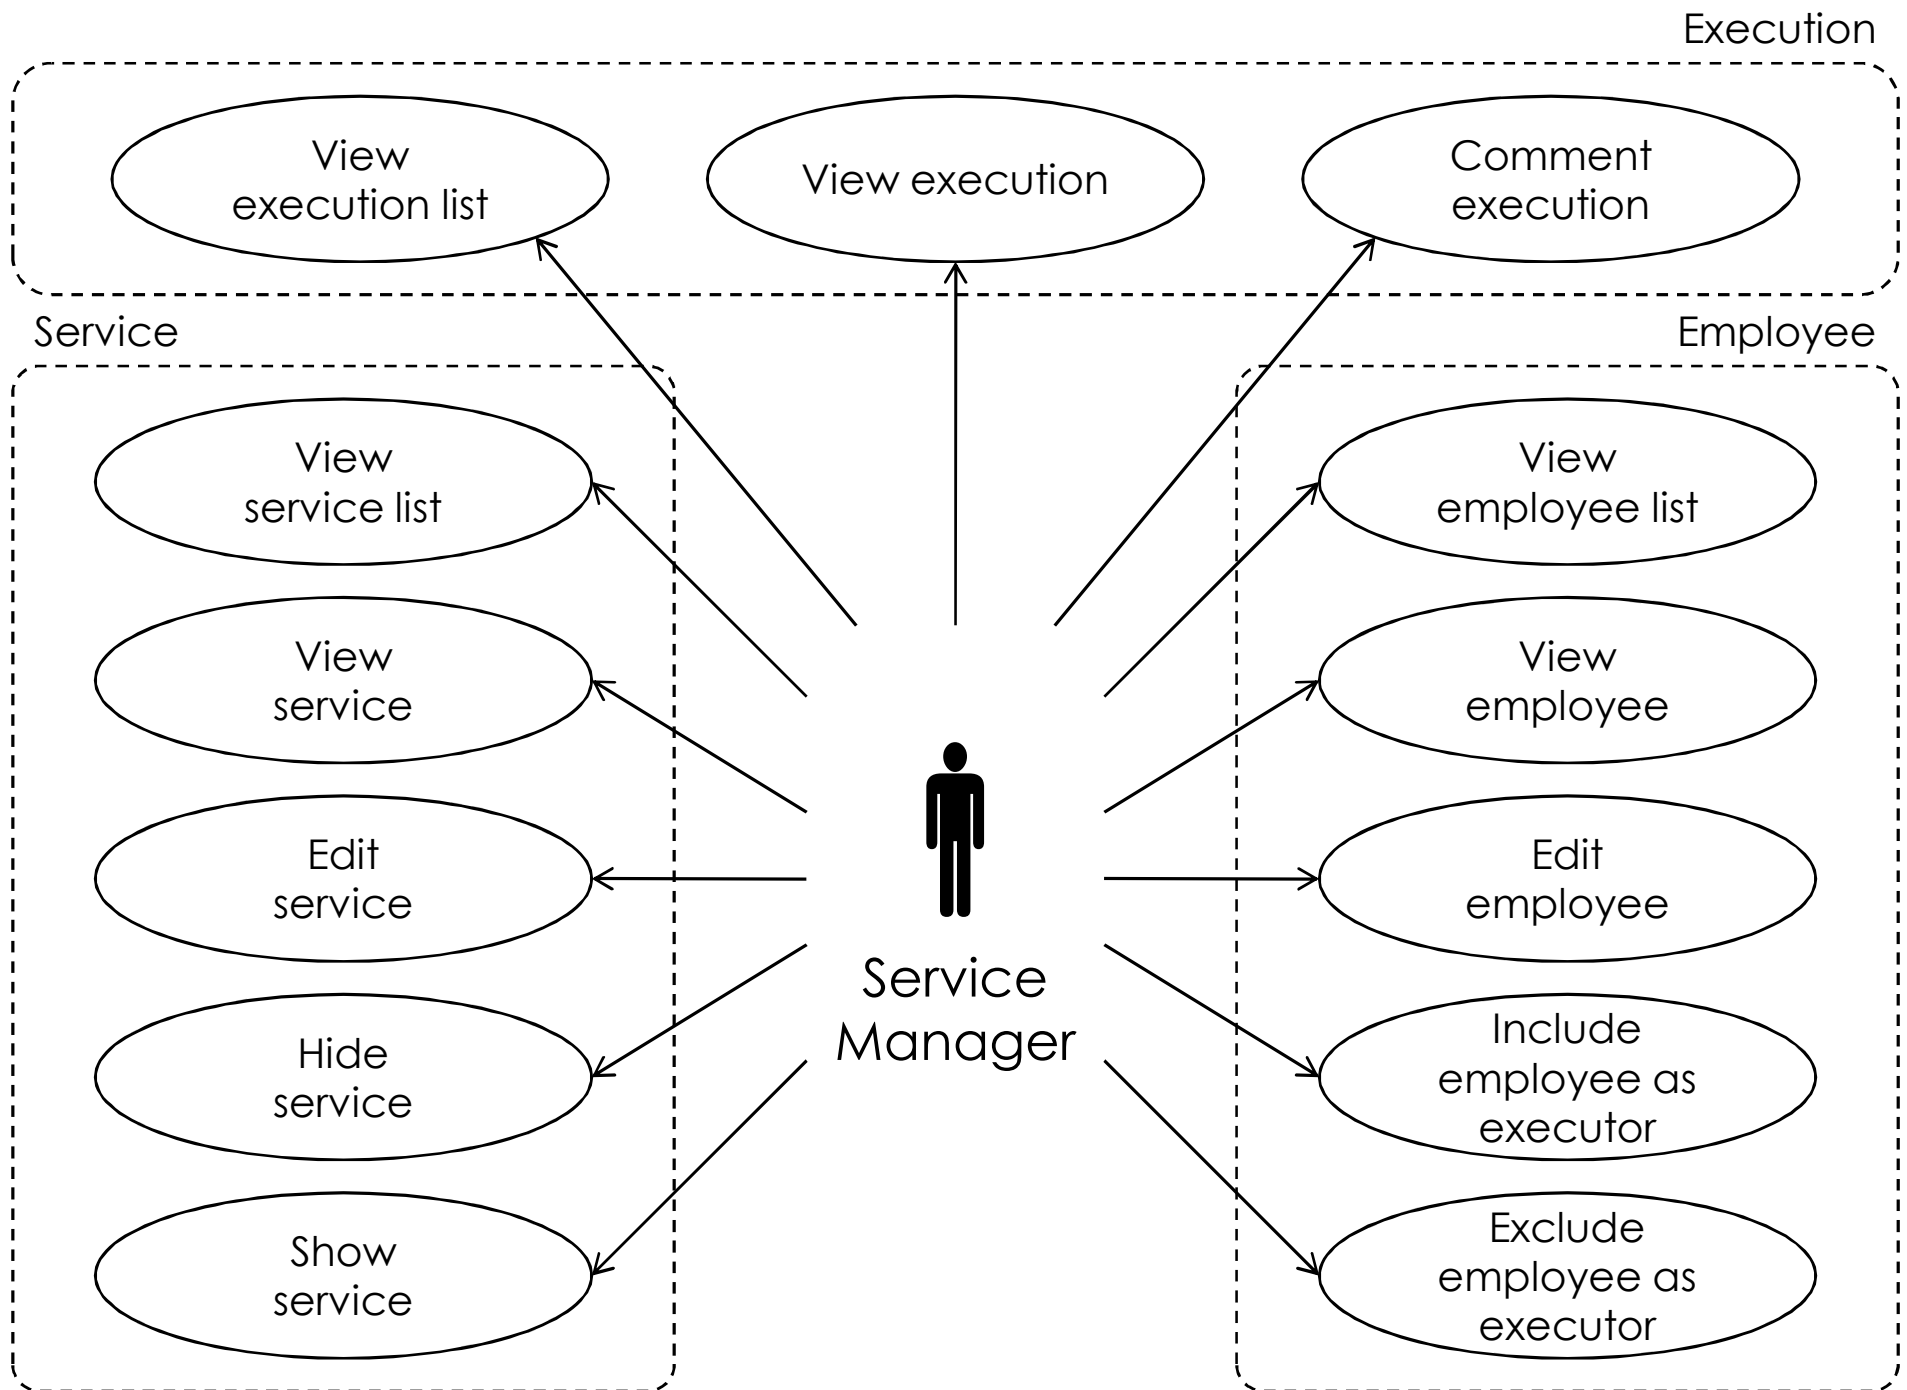 Execution
View
execution list
View execution
Comment
execution
Service
View
service list
View
service
Edit
service
Hide
service
Show
service
Service
Manager
Employee
View
employee list
View
employee
Edit
employee
Include
employee as
executor
Exclude
employee as
executor